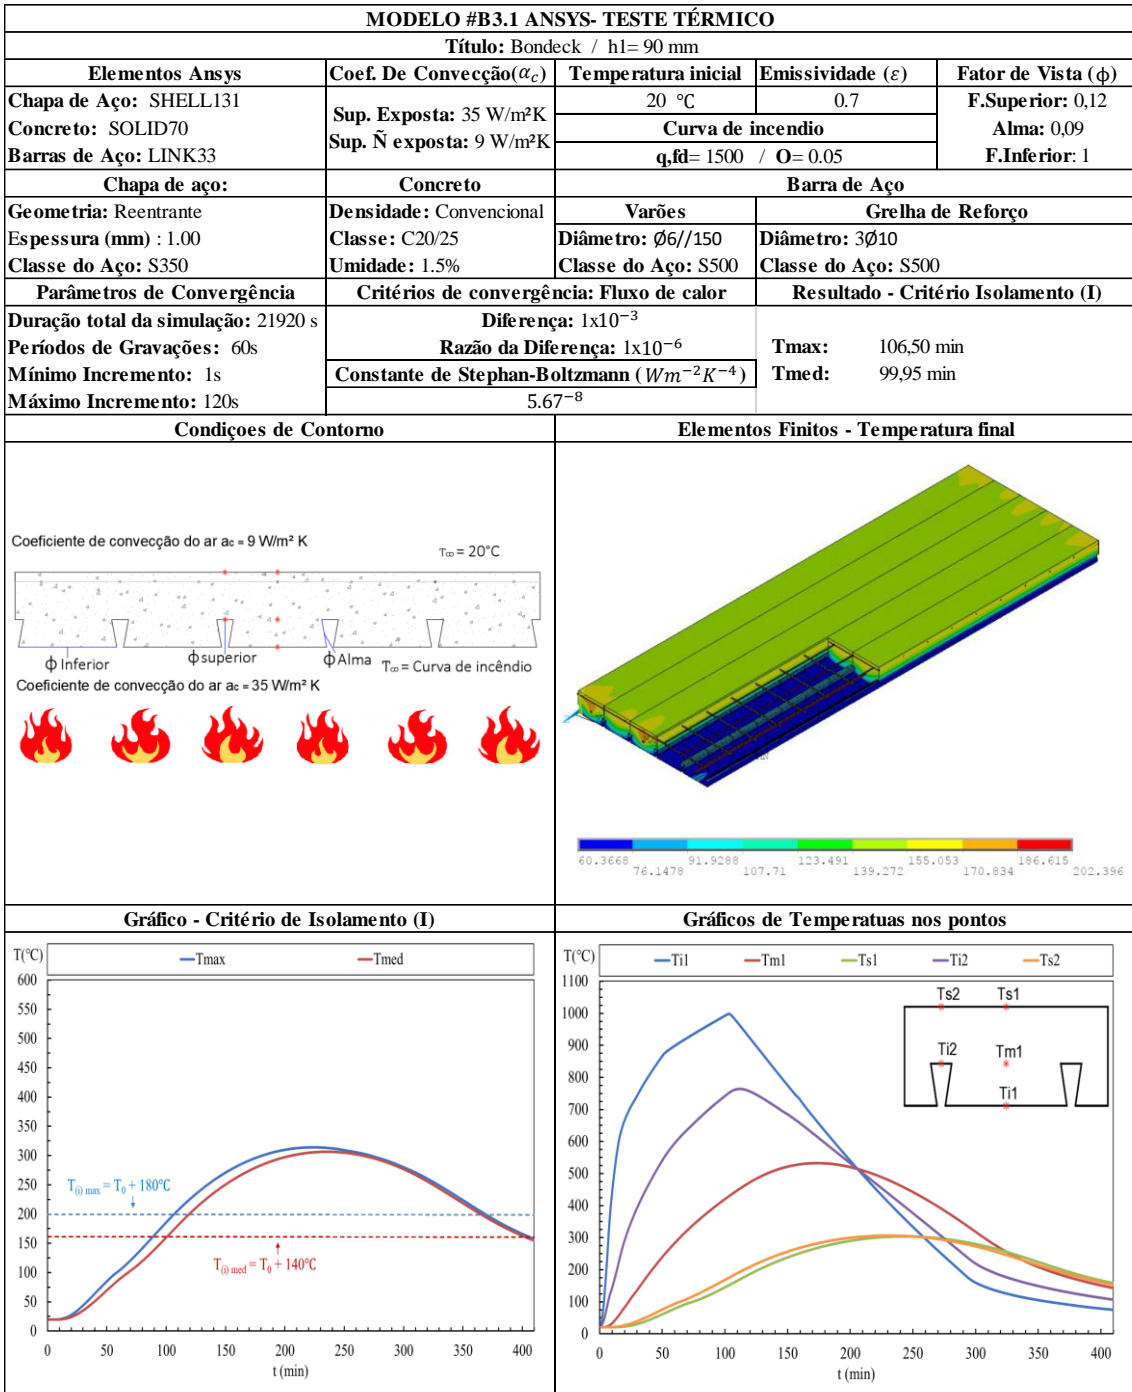 MODELO #B3.1 ANSYS- TESTE TÉRMICO
Título: Bondeck / h1= 90 mm
Elementos Ansys
Coef. De Convecção(α_c)
Temperatura inicial
Emissividade (ε)
Fator de Vista (ϕ)
Chapa de Aço: SHELL131
Concreto: SOLID70
Barras de Aço: LINK33
Sup. Exposta: 35 W/m²K
Sup. Ñ exposta: 9 W/m²K
20 °C
0.7
Curva de incendio
q,fd= 1500 / O= 0.05
F.Superior: 0,12
Alma: 0,09
F.Inferior: 1
Chapa de aço:
Concreto
Barra de Aço
Geometria: Reentrante
Espessura (mm) : 1.00
Classe do Aço: S350
Densidade: Convencional
Classe: C20/25
Umidade: 1.5%
Varões
Diâmetro: Ø6//150
Classe do Aço: S500
Grelha de Reforço
Diâmetro: 3Ø10
Classe do Aço: S500
Parâmetros de Convergência
Critérios de convergência: Fluxo de calor
Resultado - Critério Isolamento (I)
Duração total da simulação: 21920 s
Períodos de Gravações: 60s
Mínimo Incremento: 1s
Máximo Incremento: 120s
Diferença: 1x10⁻³
Razão da Diferença: 1x10⁻⁶
Constante de Stephan-Boltzmann (Wm⁻²K⁻⁴)
5.67⁻⁸
Tmax: 106,50 min
Tmed: 99,95 min
Condiçoes de Contorno
Elementos Finitos - Temperatura final
Coeficiente de convecção do ar ac = 9 W/m² K
T∞ = 20°C
ϕ Inferior
ϕ superior
ϕ Alma
T∞ = Curva de incêndio
Coeficiente de convecção do ar ac = 35 W/m² K
60.3668
76.1478
91.9288
107.71
123.491
139.272
155.053
170.834
186.615
202.396
Gráfico - Critério de Isolamento (I)
Gráficos de Temperatuas nos pontos
T(°C)
Tmax
Tmed
600
550
500
450
400
350
300
250
200
150
100
50
0
T(i) max = T0 + 180°C
T(i) med = T0 + 140°C
0 50 100 150 200 250 300 350 400
t (min)
T(°C)
Ti1
Tm1
Ts1
Ti2
Ts2
1100
1000
900
800
700
600
500
400
300
200
100
0
Ts2
Ts1
Ti2
Tm1
Ti1
0 50 100 150 200 250 300 350 400
t (min)